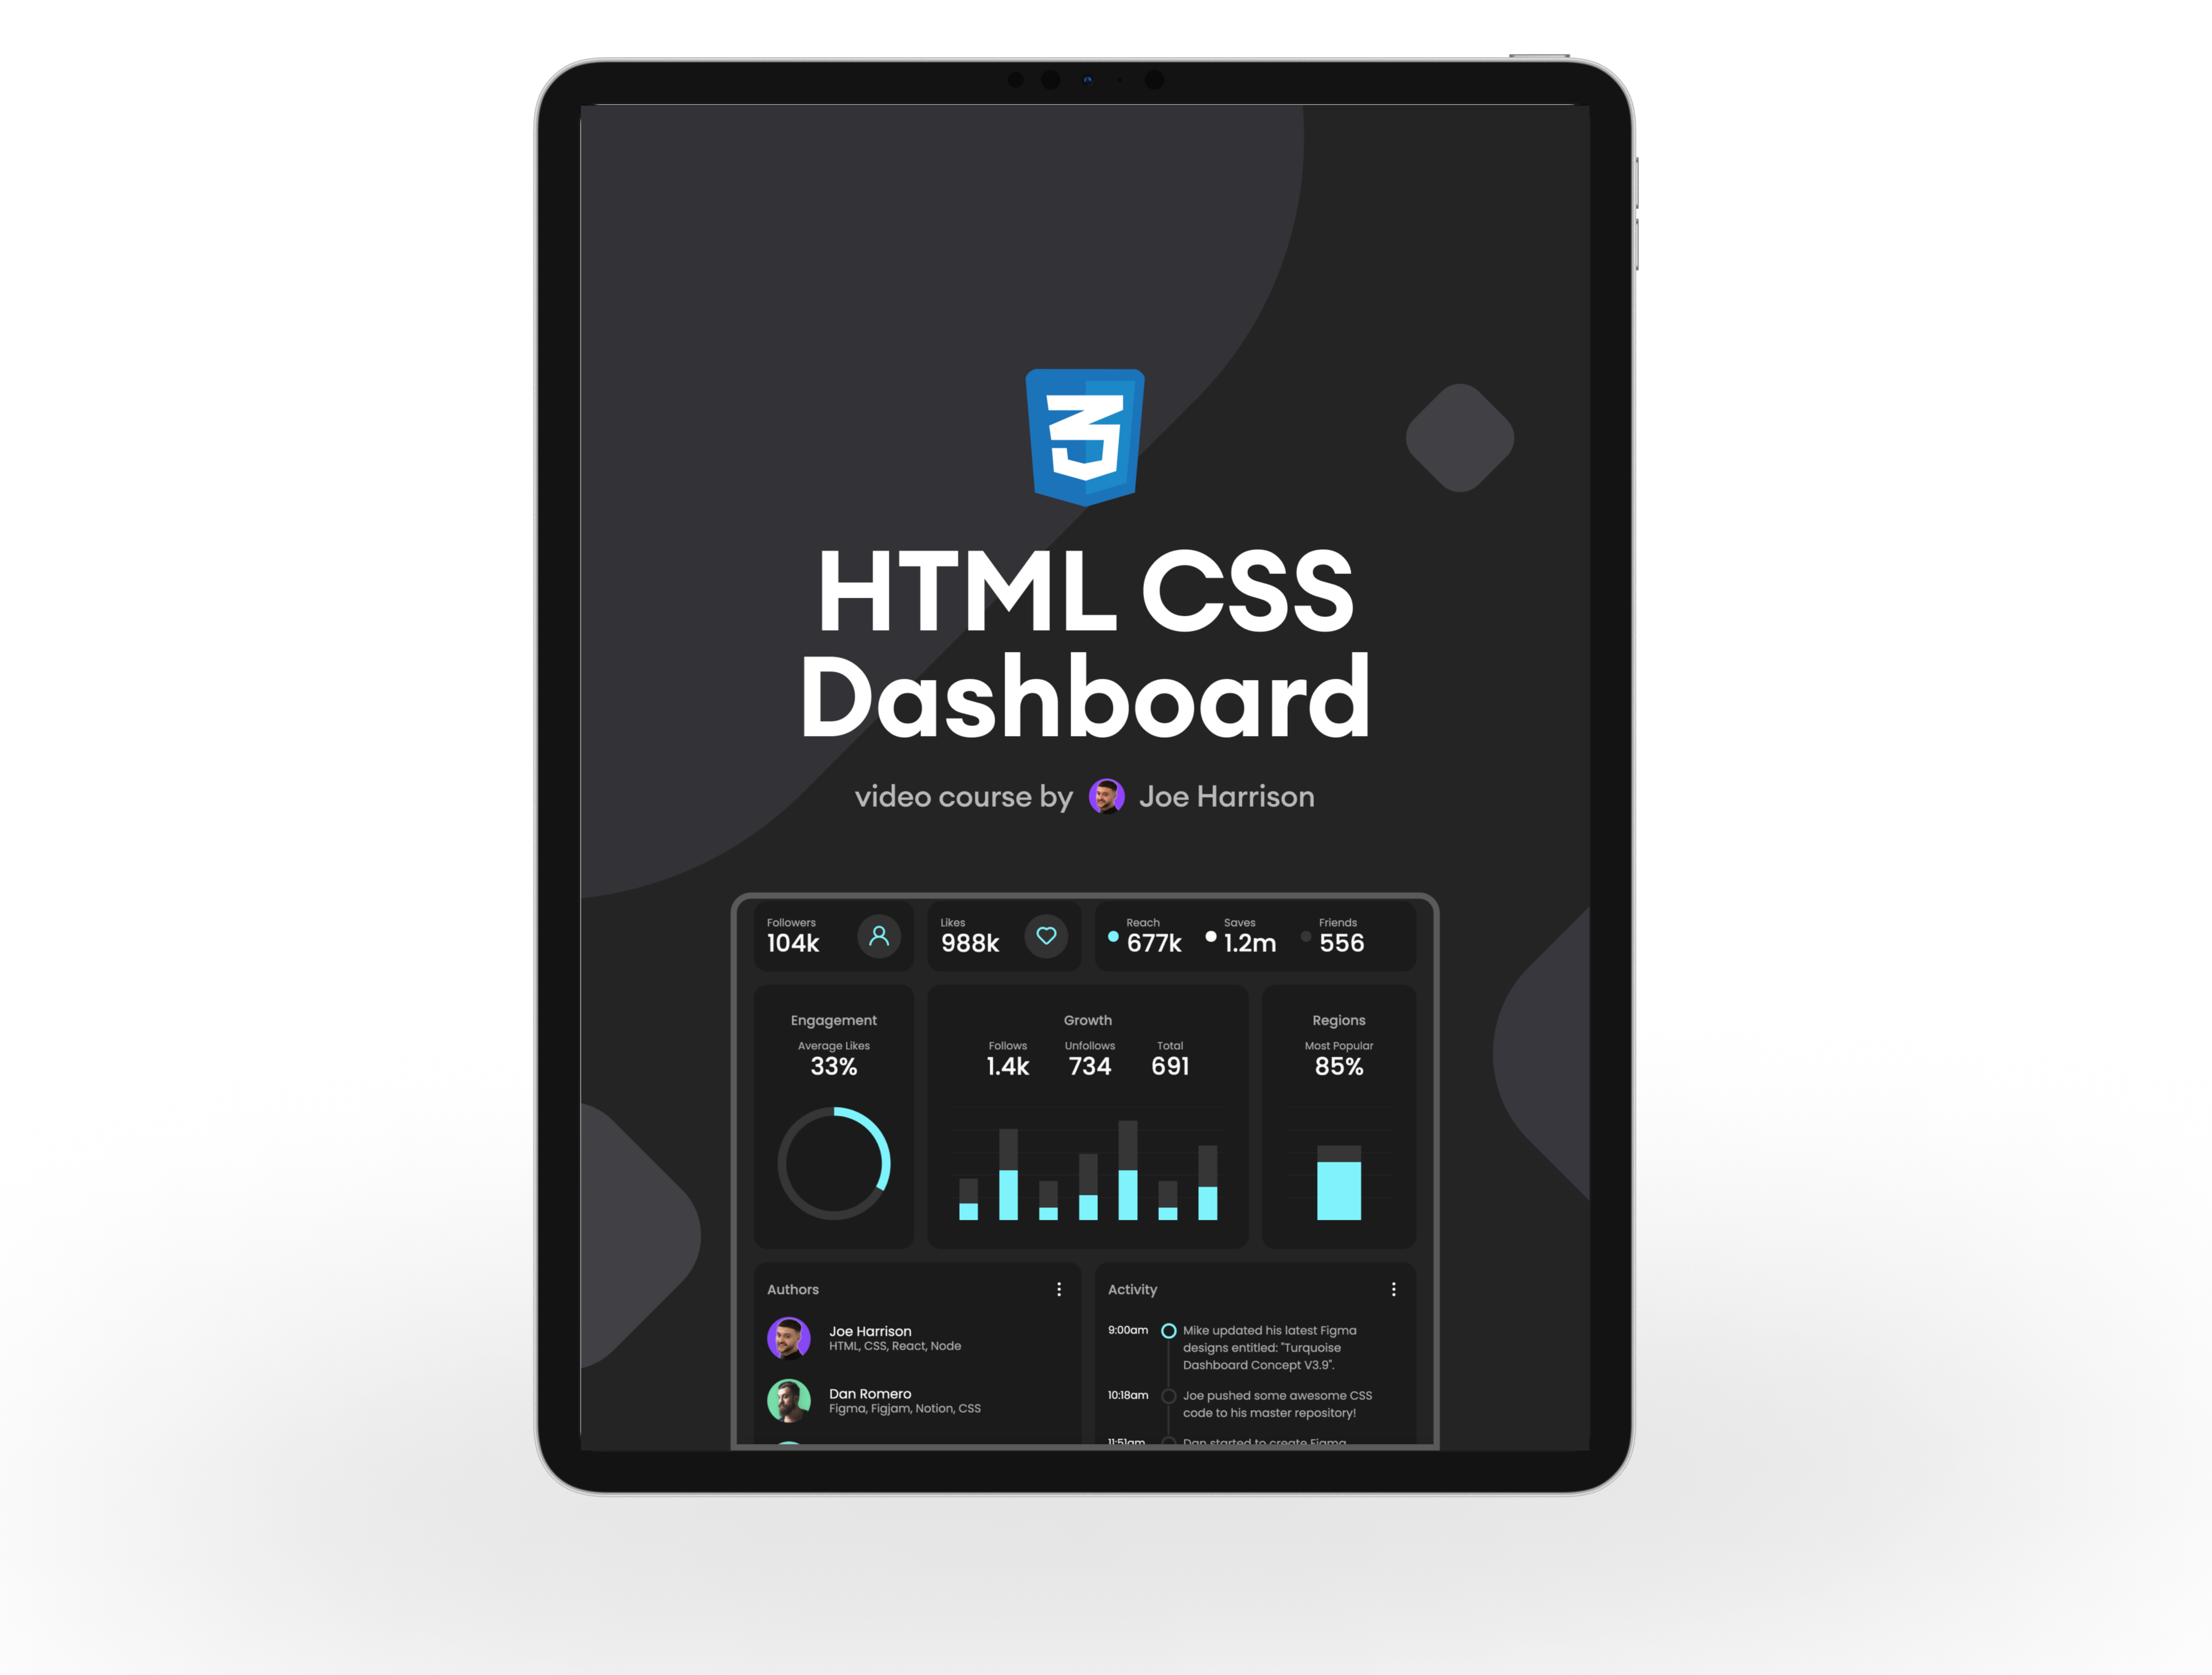 HTML CSS
Dashboard
video course by Joe Harrison
Followers
104k
Likes
988k
Reach
677k
Saves
1.2m
Friends
556
Engagement
Average Likes
33%
Growth
Follows
1.4k
Unfollows
734
Total
691
Regions
Most Popular
85%
Authors
Joe Harrison
HTML, CSS, React, Node
Dan Romero
Figma, Figjam, Notion, CSS
Activity
9:00am
Mike updated his latest Figma
designs entitled: "Turquoise
Dashboard Concept V3.9".
10:18am
Joe pushed some awesome CSS
code to his master repository!
11:51am
Dan started to create Figma